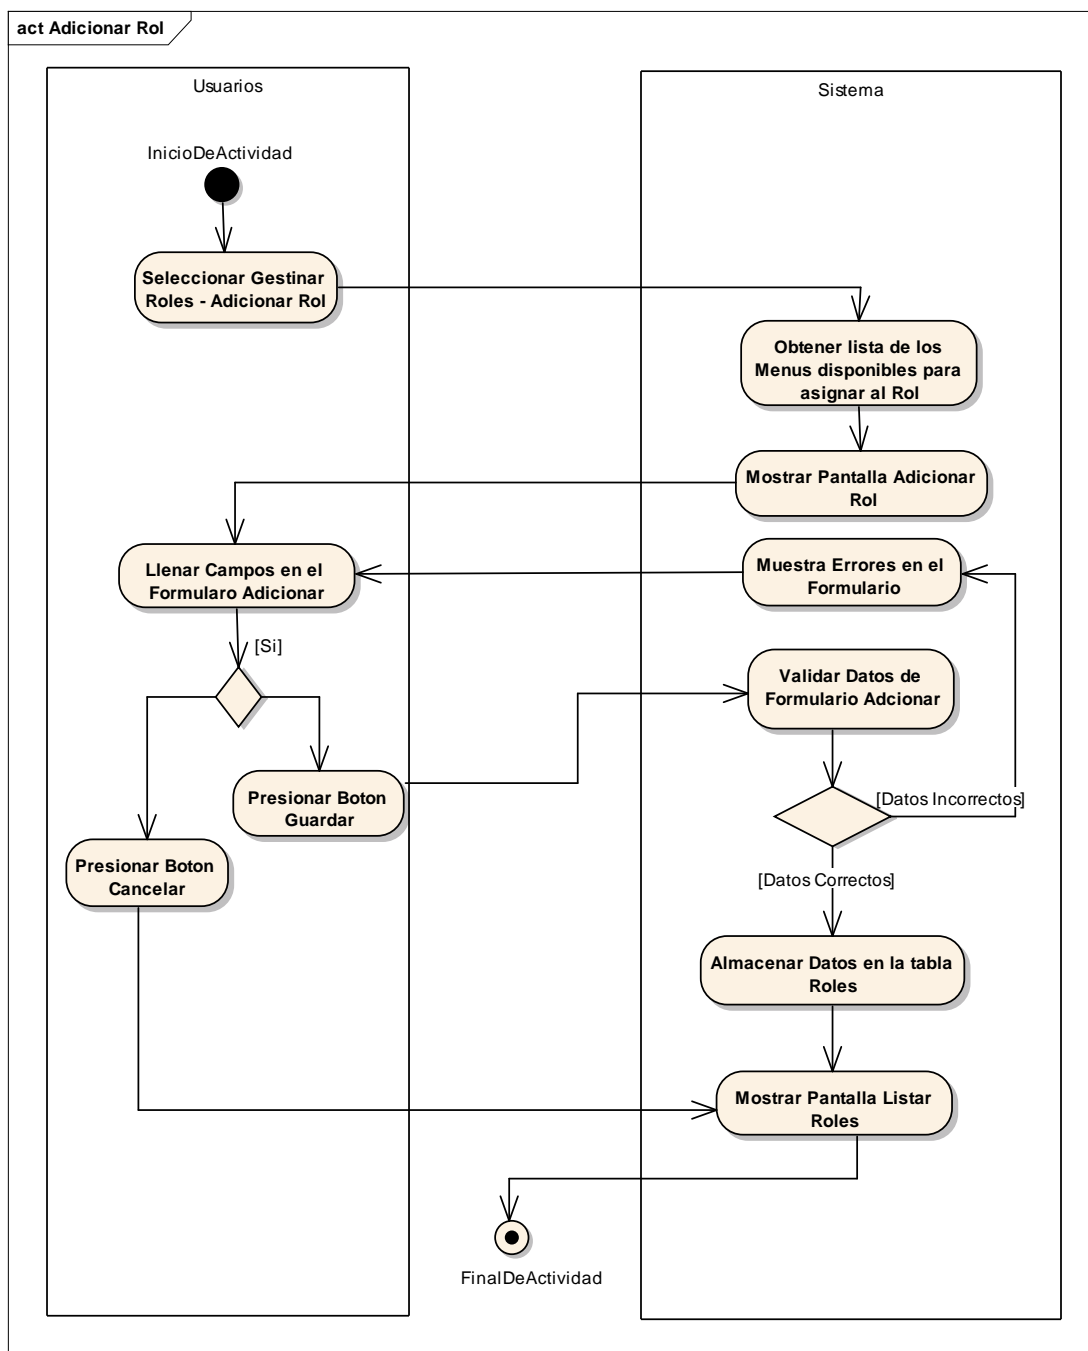 act Adicionar Rol
Usuarios
Sistema
InicioDeActividad
Seleccionar Gestinar
Roles - Adicionar Rol
Obtener lista de los
Menus disponibles para
asignar al Rol
Mostrar Pantalla Adicionar
Rol
Llenar Campos en el
Formularo Adicionar
Muestra Errores en el
Formulario
[Si]
Validar Datos de
Formulario Adcionar
Presionar Boton
Guardar
[Datos Incorrectos]
Presionar Boton
Cancelar
[Datos Correctos]
Almacenar Datos en la tabla
Roles
Mostrar Pantalla Listar
Roles
FinalDeActividad